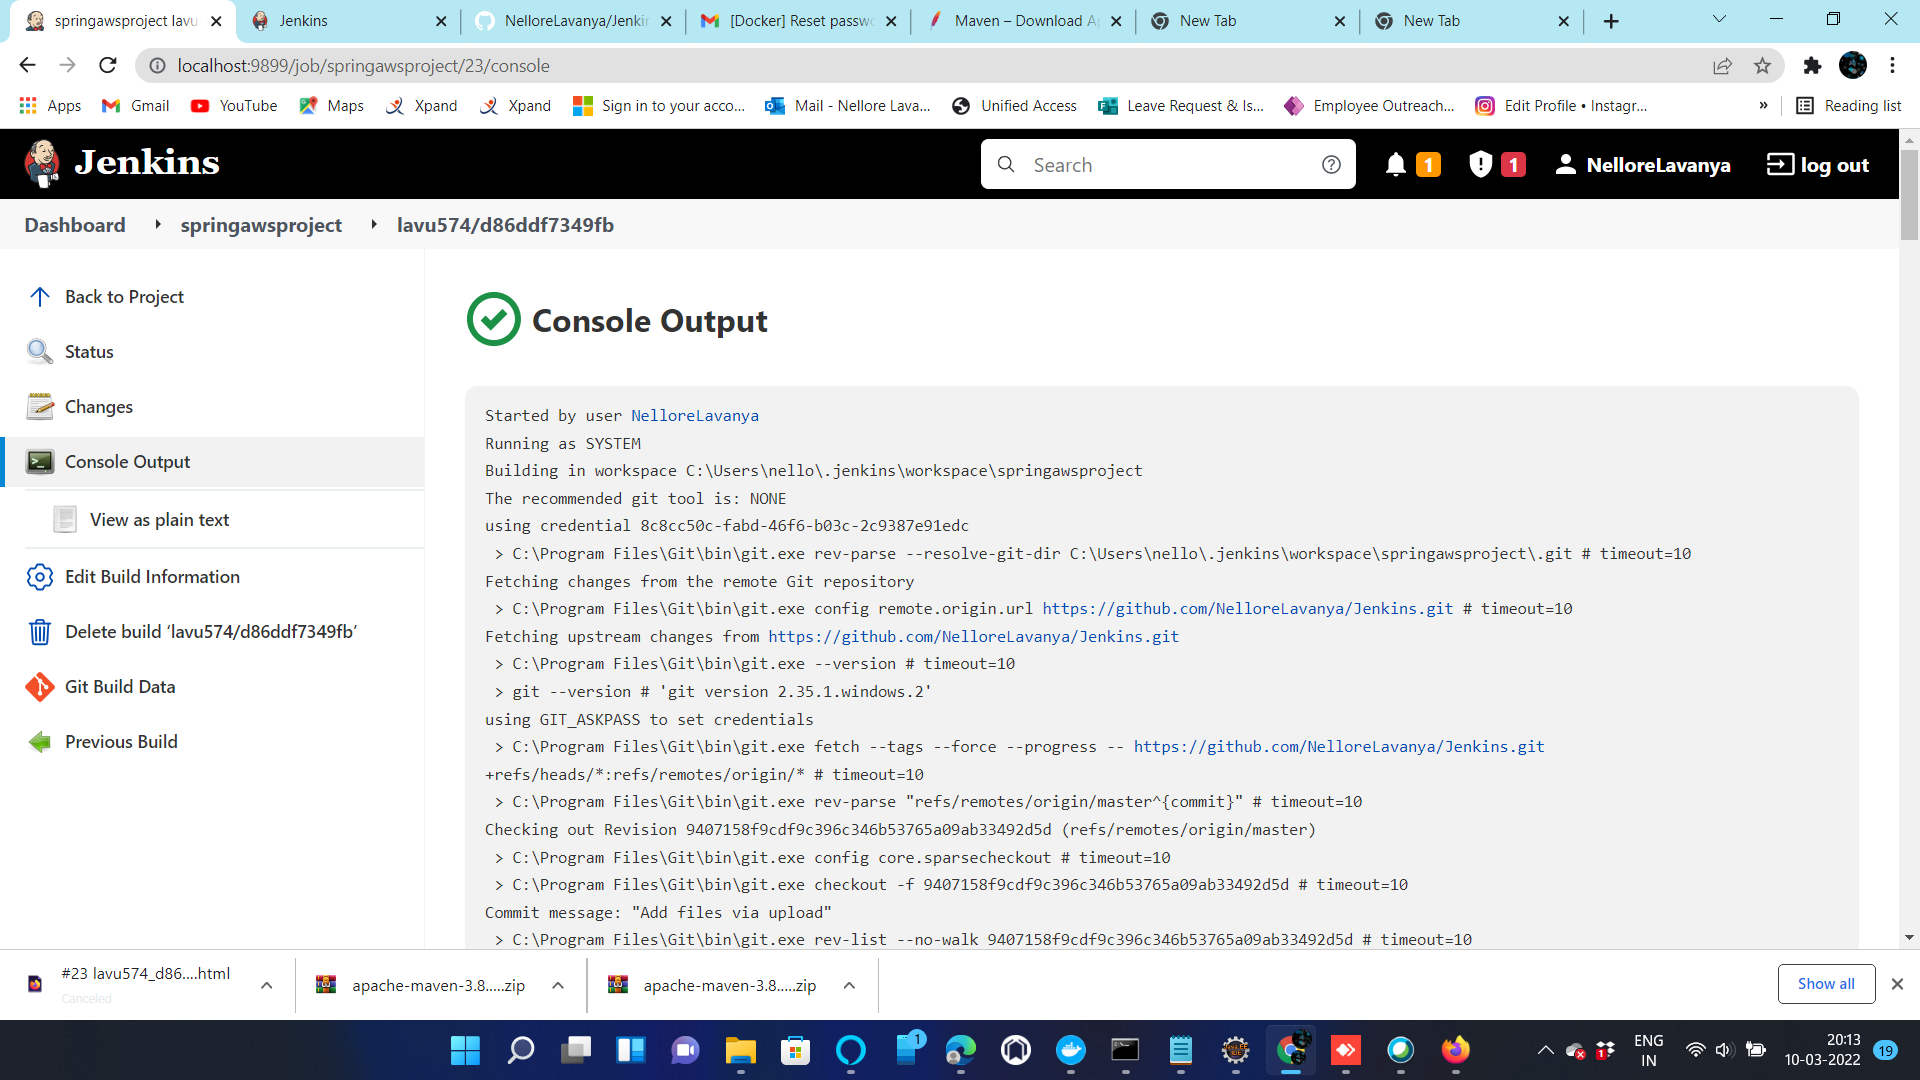 springawsproject lavu
Jenkins
NelloreLavanya/Jenkin
[Docker] Reset passwo
Maven – Download A
New Tab
New Tab
localhost:9899/job/springawsproject/23/console
Apps
Gmail
YouTube
Maps
Xpand
Xpand
Sign in to your acco...
Mail - Nellore Lava...
Unified Access
Leave Request & Is...
Employee Outreach...
Edit Profile • Instagr...
»
Reading list
Jenkins
Search
1
1
NelloreLavanya
log out
Dashboard
springawsproject
lavu574/d86ddf7349fb
Back to Project
Status
Changes
Console Output
View as plain text
Edit Build Information
Delete build ‘lavu574/d86ddf7349fb’
Git Build Data
Previous Build
Console Output
Started by user NelloreLavanya
Running as SYSTEM
Building in workspace C:\Users\nello\.jenkins\workspace\springawsproject
The recommended git tool is: NONE
using credential 8c8cc50c-fabd-46f6-b03c-2c9387e91edc
> C:\Program Files\Git\bin\git.exe rev-parse --resolve-git-dir C:\Users\nello\.jenkins\workspace\springawsproject\.git # timeout=10
Fetching changes from the remote Git repository
> C:\Program Files\Git\bin\git.exe config remote.origin.url https://github.com/NelloreLavanya/Jenkins.git # timeout=10
Fetching upstream changes from https://github.com/NelloreLavanya/Jenkins.git
> C:\Program Files\Git\bin\git.exe --version # timeout=10
> git --version # 'git version 2.35.1.windows.2'
using GIT_ASKPASS to set credentials
> C:\Program Files\Git\bin\git.exe fetch --tags --force --progress -- https://github.com/NelloreLavanya/Jenkins.git
+refs/heads/*:refs/remotes/origin/* # timeout=10
> C:\Program Files\Git\bin\git.exe rev-parse "refs/remotes/origin/master^{commit}" # timeout=10
Checking out Revision 9407158f9cdf9c396c346b53765a09ab33492d5d (refs/remotes/origin/master)
> C:\Program Files\Git\bin\git.exe config core.sparsecheckout # timeout=10
> C:\Program Files\Git\bin\git.exe checkout -f 9407158f9cdf9c396c346b53765a09ab33492d5d # timeout=10
Commit message: "Add files via upload"
> C:\Program Files\Git\bin\git.exe rev-list --no-walk 9407158f9cdf9c396c346b53765a09ab33492d5d # timeout=10
#23 lavu574_d86....html
Canceled
apache-maven-3.8.....zip
apache-maven-3.8.....zip
Show all
1
1
ENG
IN
20:13
10-03-2022
19